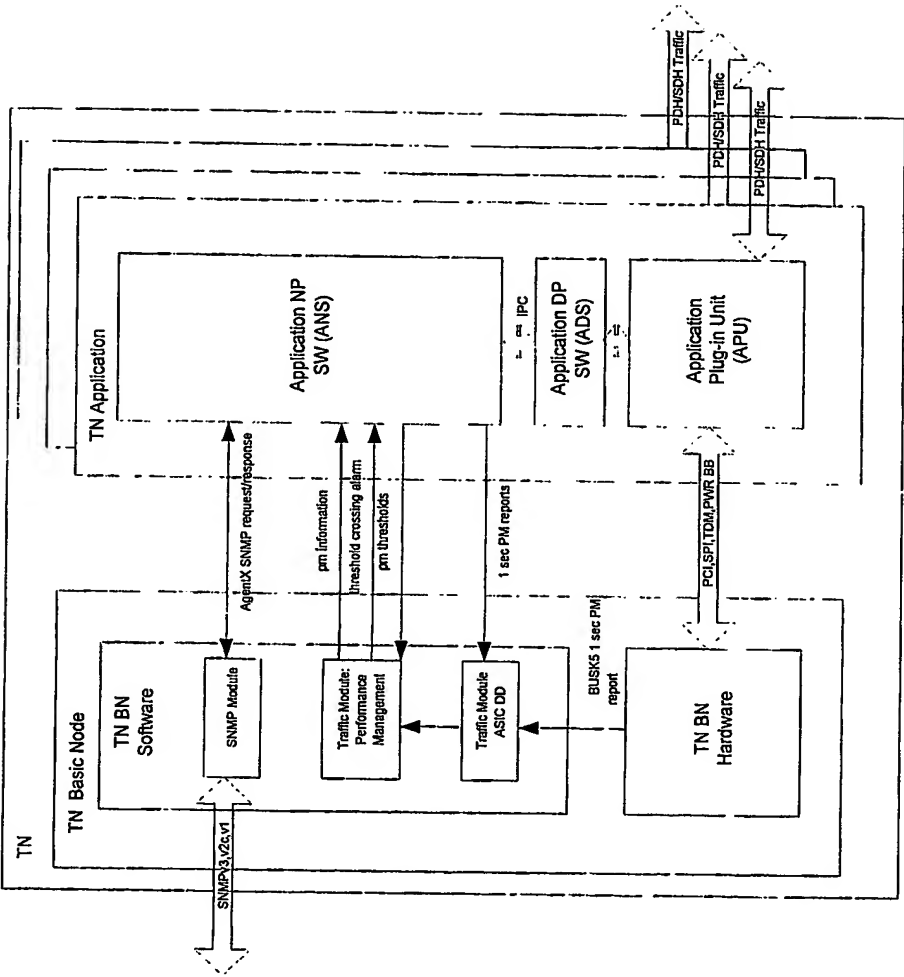 TN
TN Basic Node
TN BN
Software
SNMP Module
Traffic Module:
Performance
Management
Traffic Module
ASIC DD
BUSK5 1 sec PM
report
TN BN
Hardware
SNMPv3,v2c,v1
AgentX SNMP request/response
pm information
threshold crossing alarm
pm thresholds
1 sec PM reports
PCI,SPI,TDM,PWR BB
TN Application
Application NP
SW (ANS)
IPC
Application DP
SW (ADS)
Application
Plug-in Unit
(APU)
PDH/SDH Traffic
PDH/SDH Traffic
PDH/SDH Traffic